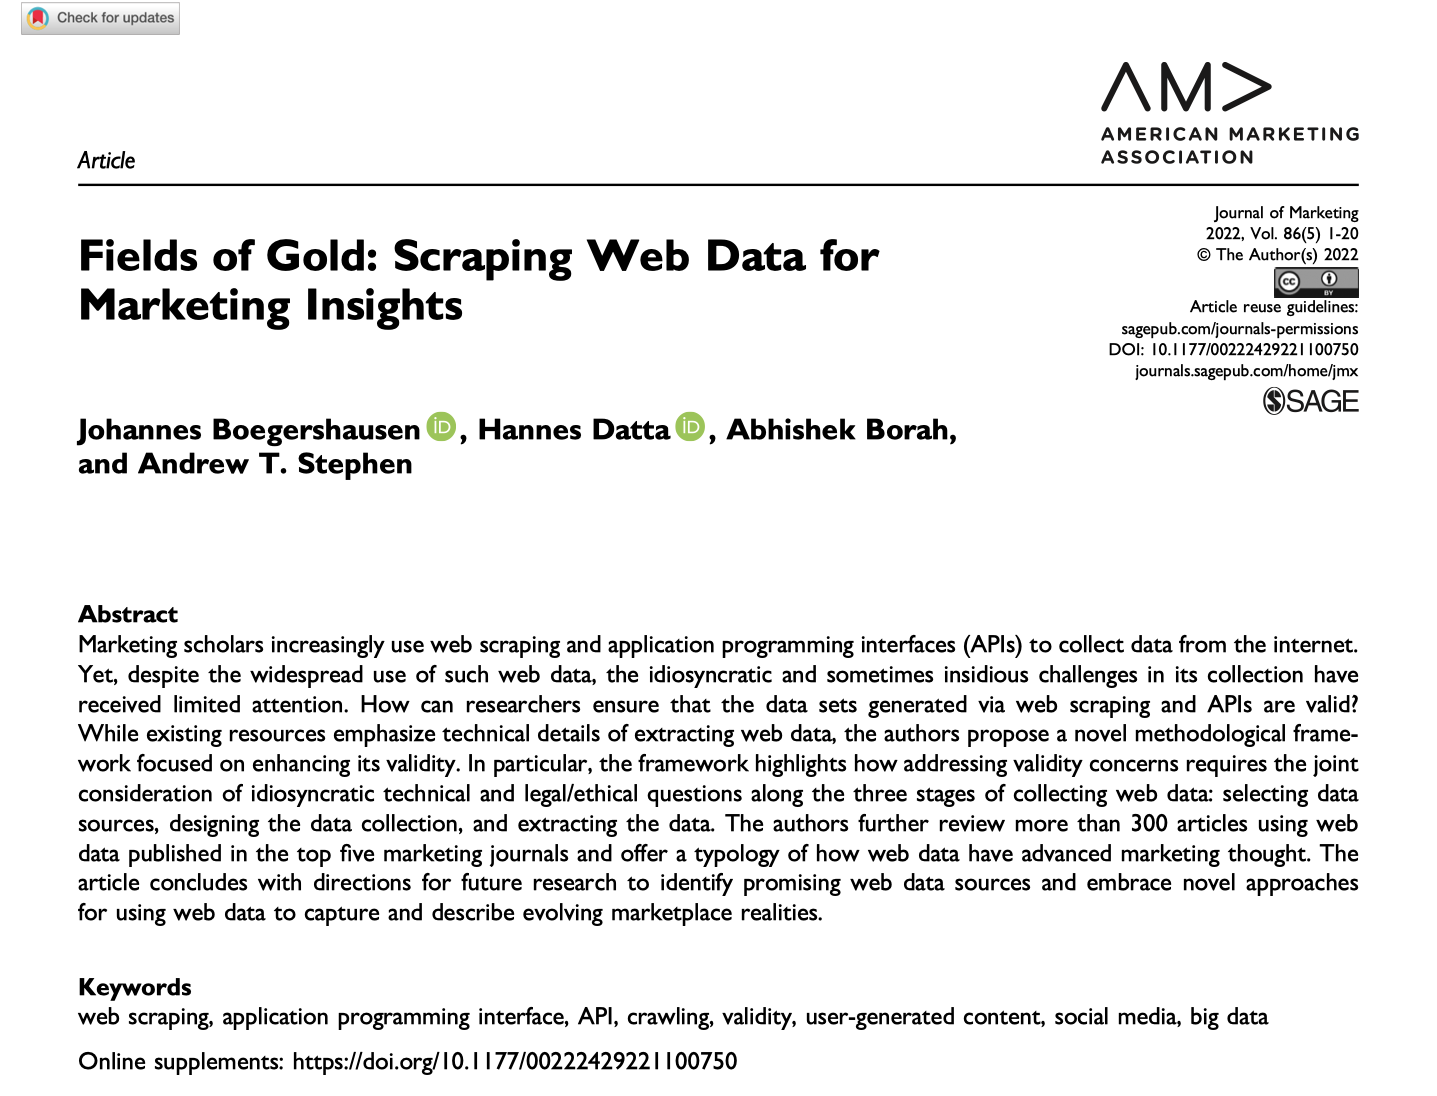 Check for updates
AMA
AMERICAN MARKETING
ASSOCIATION
Article
Journal of Marketing
2022, Vol. 86(5) 1-20
© The Author(s) 2022
cc BY
Article reuse guidelines:
sagepub.com/journals-permissions
DOI: 10.1177/00222429221100750
journals.sagepub.com/home/jmx
SAGE
Fields of Gold: Scraping Web Data for
Marketing Insights
Johannes Boegershausen iD, Hannes Datta iD, Abhishek Borah,
and Andrew T. Stephen
Abstract
Marketing scholars increasingly use web scraping and application programming interfaces (APIs) to collect data from the internet.
Yet, despite the widespread use of such web data, the idiosyncratic and sometimes insidious challenges in its collection have
received limited attention. How can researchers ensure that the data sets generated via web scraping and APIs are valid?
While existing resources emphasize technical details of extracting web data, the authors propose a novel methodological frame-
work focused on enhancing its validity. In particular, the framework highlights how addressing validity concerns requires the joint
consideration of idiosyncratic technical and legal/ethical questions along the three stages of collecting web data: selecting data
sources, designing the data collection, and extracting the data. The authors further review more than 300 articles using web
data published in the top five marketing journals and offer a typology of how web data have advanced marketing thought. The
article concludes with directions for future research to identify promising web data sources and embrace novel approaches
for using web data to capture and describe evolving marketplace realities.
Keywords
web scraping, application programming interface, API, crawling, validity, user-generated content, social media, big data
Online supplements: https://doi.org/10.1177/00222429221100750